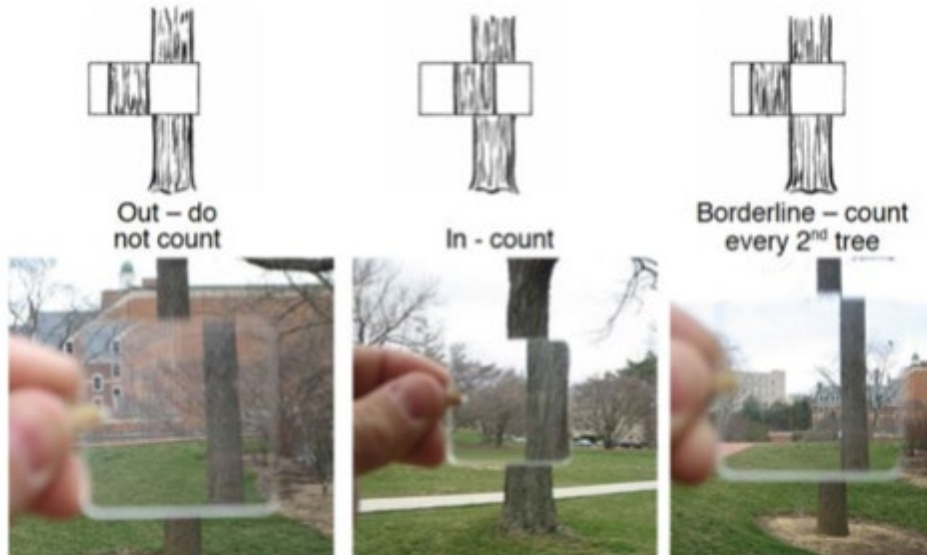 Out – do
not count
In - count
Borderline – count
every 2nd tree